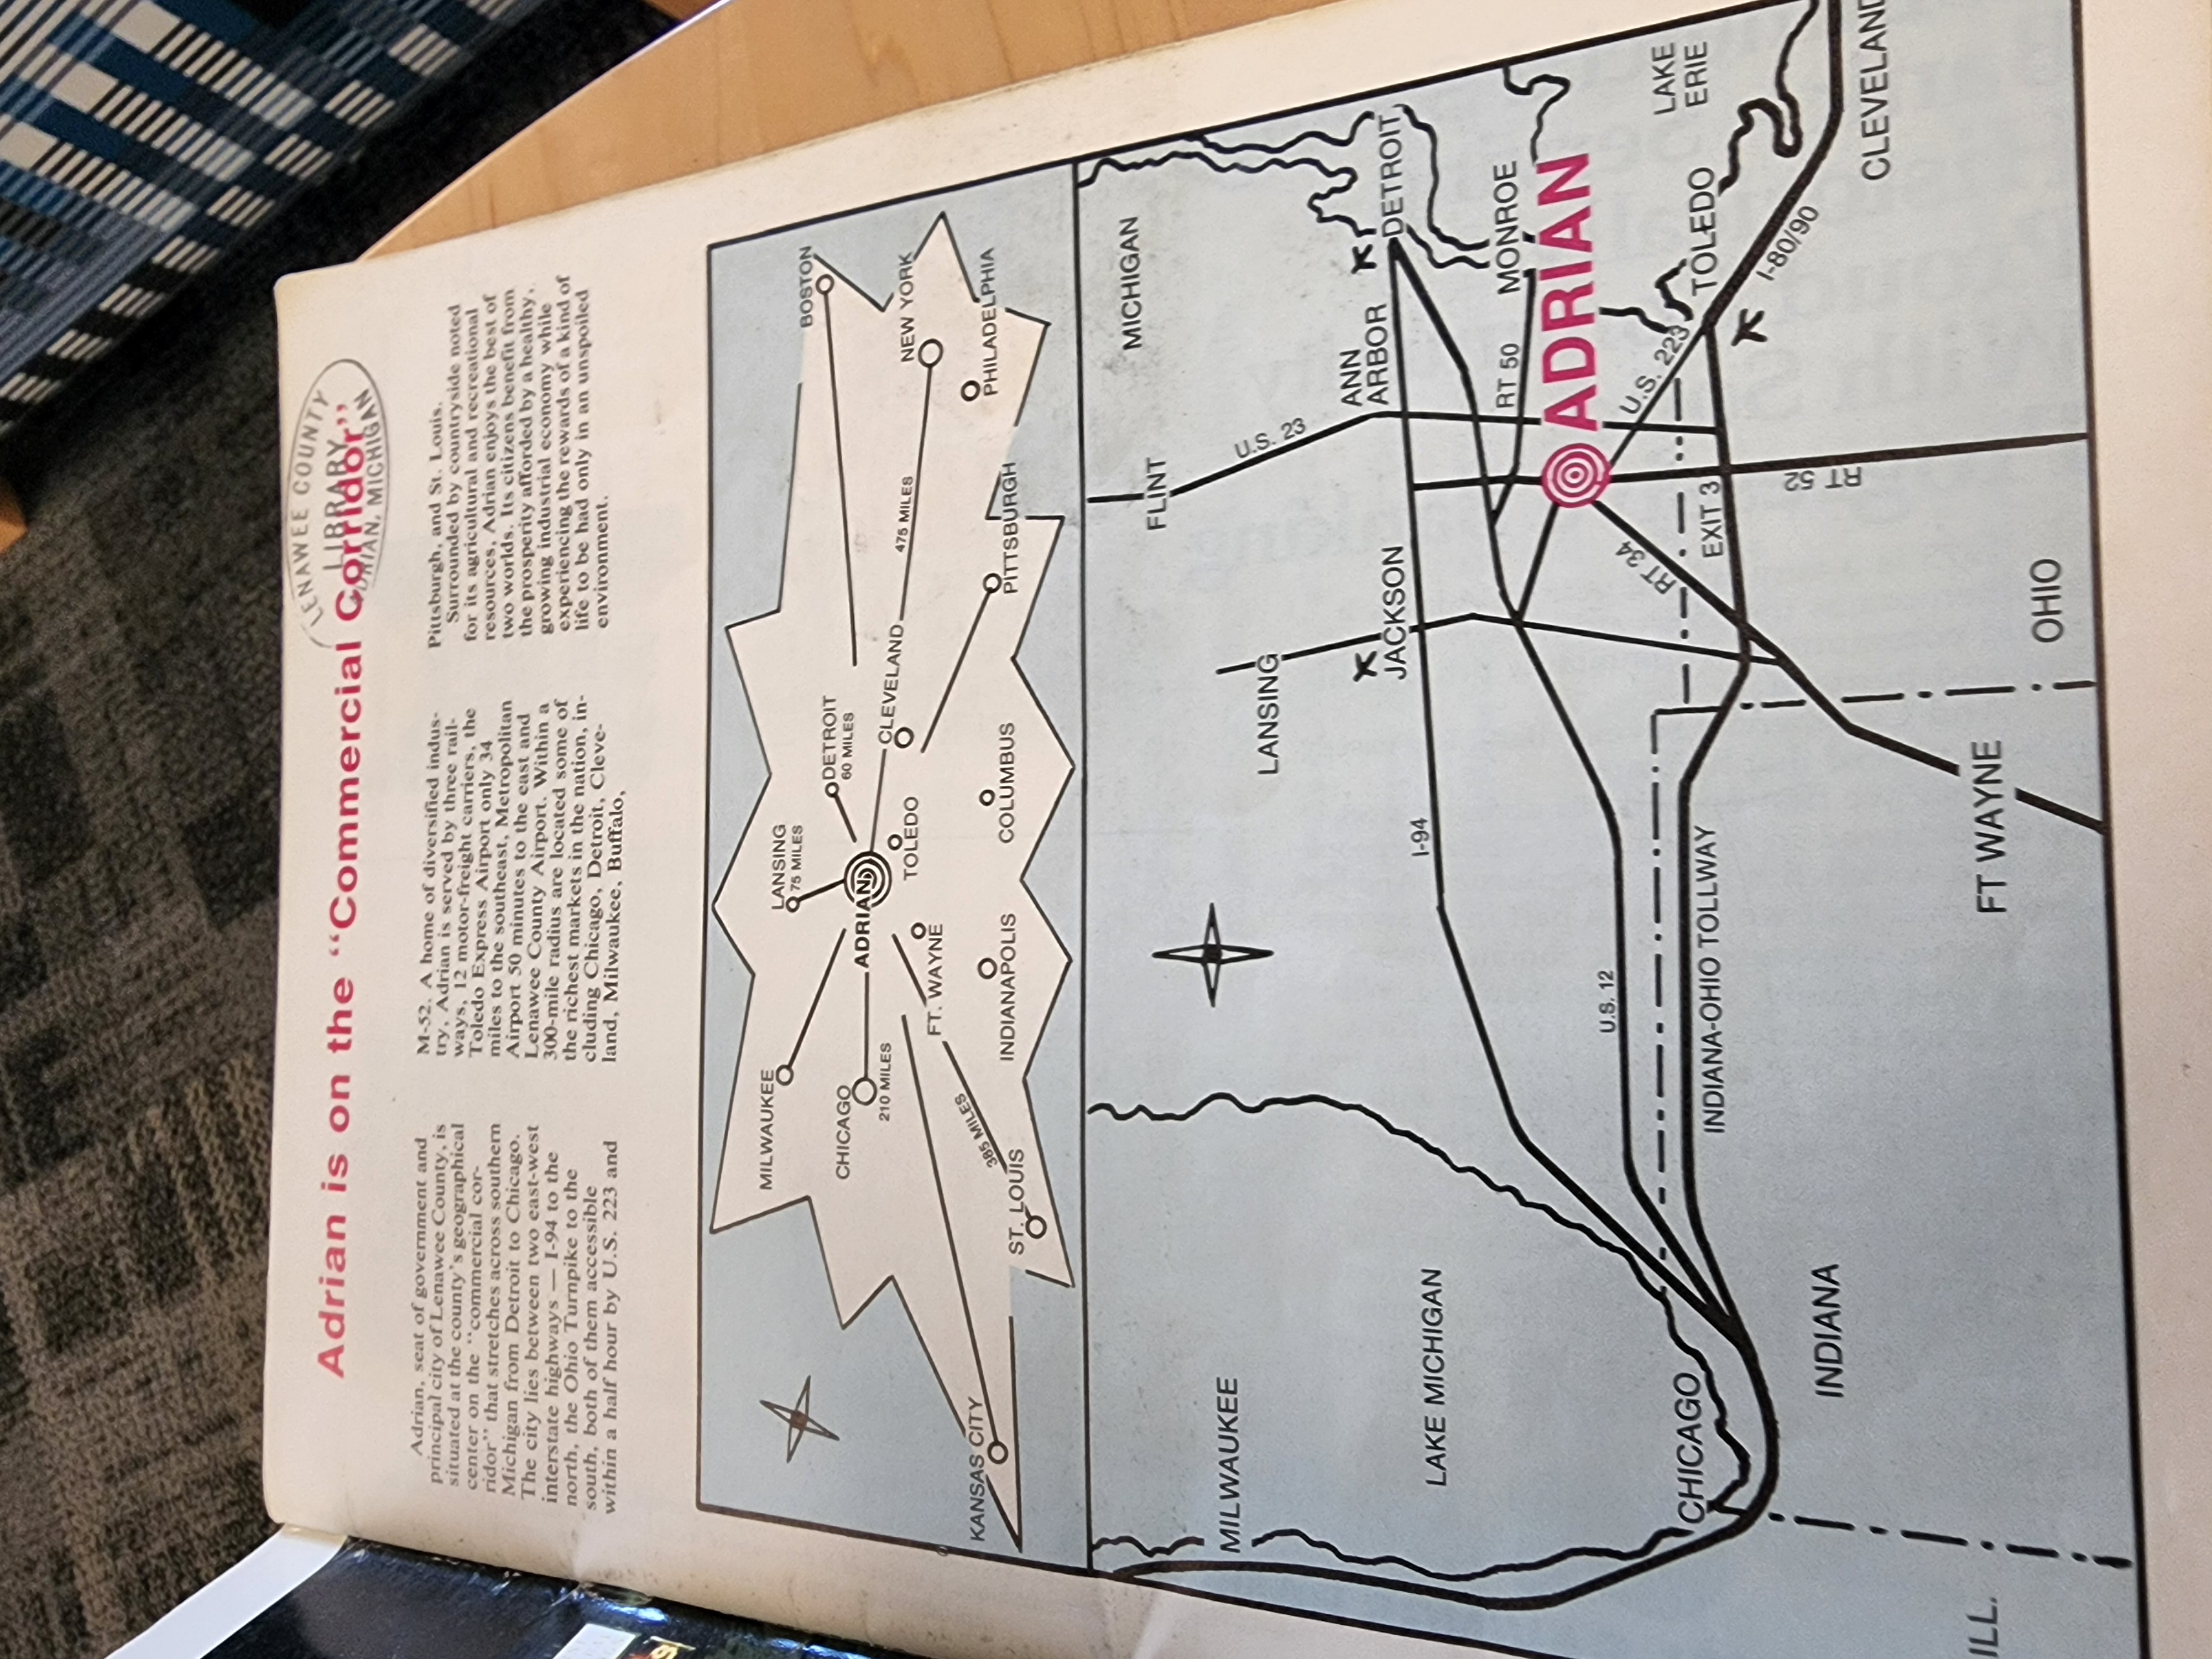 LENAWEE COUNTY
LIBRARY
ADRIAN, MICHIGAN
Adrian is on the "Commercial Corridor"
Adrian, seat of government and
principal city of Lenawee County, is
situated at the county's geographical
center on the "commercial cor-
ridor" that stretches across southern
Michigan from Detroit to Chicago.
The city lies between two east-west
interstate highways — I-94 to the
north, the Ohio Turnpike to the
south, both of them accessible
within a half hour by U.S. 223 and
M-52. A home of diversified indus-
try, Adrian is served by three rail-
ways, 12 motor-freight carriers, the
Toledo Express Airport only 34
miles to the southeast, Metropolitan
Airport 50 minutes to the east and
Lenawee County Airport. Within a
300-mile radius are located some of
the richest markets in the nation, in-
cluding Chicago, Detroit, Cleve-
land, Milwaukee, Buffalo,
Pittsburgh, and St. Louis.
Surrounded by countryside noted
for its agricultural and recreational
resources, Adrian enjoys the best of
two worlds. Its citizens benefit from
the prosperity afforded by a healthy,
growing industrial economy while
experiencing the rewards of a kind of
life to be had only in an unspoiled
environment.
MILWAUKEE
LANSING
75 MILES
DETROIT
60 MILES
BOSTON
CHICAGO
210 MILES
ADRIAN
TOLEDO
CLEVELAND
475 MILES
NEW YORK
PHILADELPHIA
FT. WAYNE
PITTSBURGH
KANSAS CITY
ST. LOUIS
385 MILES
INDIANAPOLIS
COLUMBUS
MICHIGAN
MILWAUKEE
FLINT
U.S. 23
LANSING
LAKE MICHIGAN
I-94
JACKSON
ANN
ARBOR
DETROIT
RT 50
MONROE
ADRIAN
U.S. 12
RT 34
U.S. 223
LAKE
ERIE
CHICAGO
INDIANA-OHIO TOLLWAY
EXIT 3
TOLEDO
I-80/90
RT 52
INDIANA
CLEVELAND
ILL.
FT WAYNE
OHIO